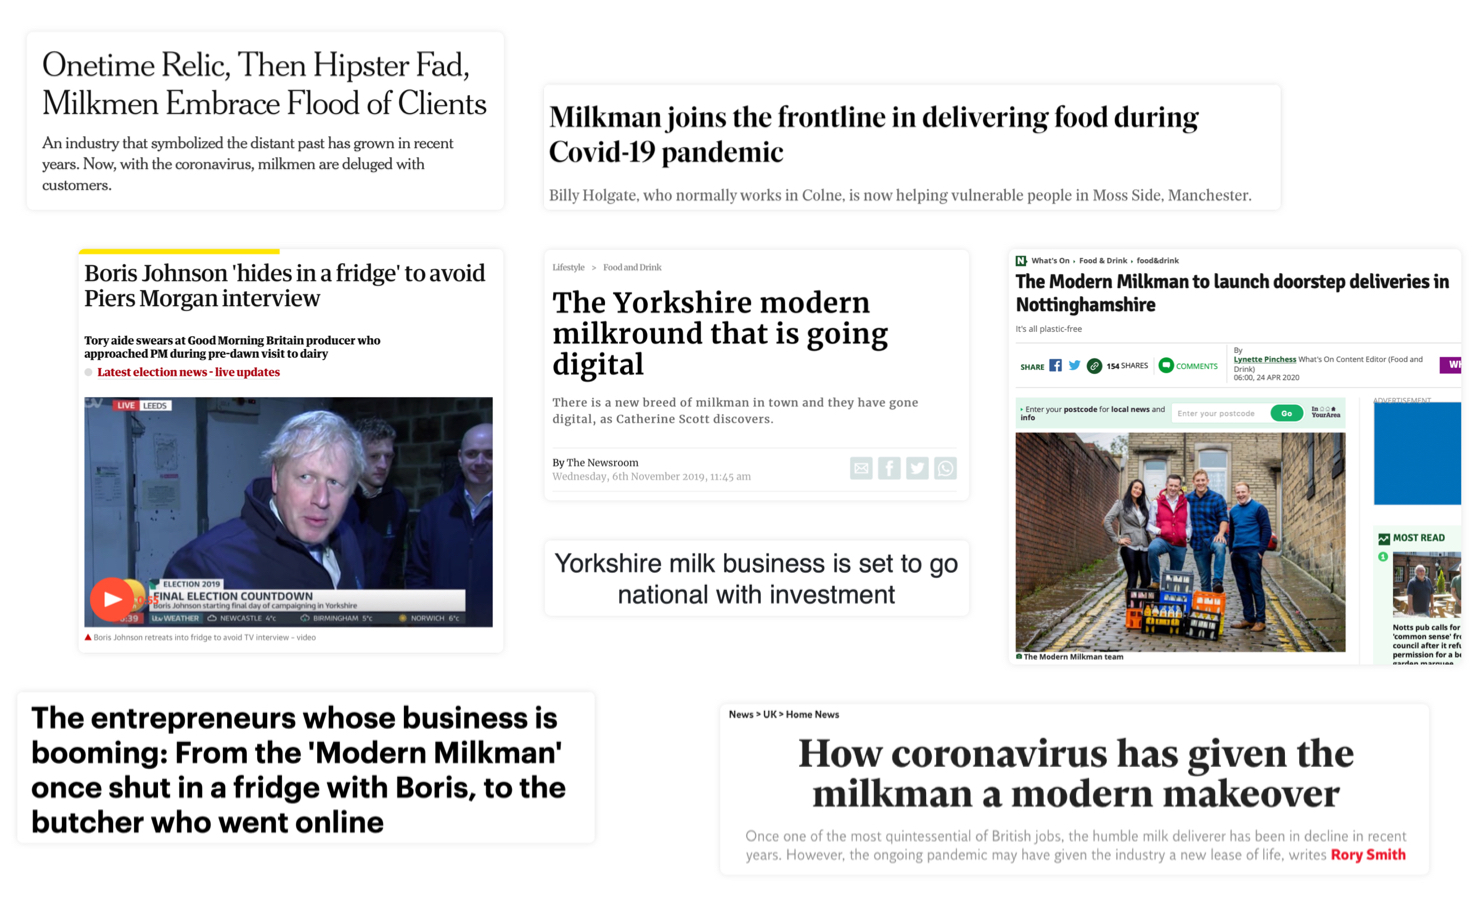 Onetime Relic, Then Hipster Fad,
Milkmen Embrace Flood of Clients
An industry that symbolized the distant past has grown in recent
years. Now, with the coronavirus, milkmen are deluged with
customers.
Milkman joins the frontline in delivering food during
Covid-19 pandemic
Billy Holgate, who normally works in Colne, is now helping vulnerable people in Moss Side, Manchester.
Boris Johnson 'hides in a fridge' to avoid
Piers Morgan interview
Tory aide swears at Good Morning Britain producer who
approached PM during pre-dawn visit to dairy
Latest election news - live updates
LIVE LEEDS
ELECTION 2019
FINAL ELECTION COUNTDOWN
Boris Johnson starting final day of campaigning in Yorkshire
itv WEATHER NEWCASTLE 4°c BIRMINGHAM 5°c NORWICH 6°c
Boris Johnson retreats into fridge to avoid TV interview – video
Lifestyle > Food and Drink
The Yorkshire modern
milkround that is going
digital
There is a new breed of milkman in town and they have gone
digital, as Catherine Scott discovers.
By The Newsroom
Wednesday, 6th November 2019, 11:45 am
Yorkshire milk business is set to go
national with investment
N What's On › Food & Drink › food&drink
The Modern Milkman to launch doorstep deliveries in
Nottinghamshire
It's all plastic-free
SHARE 154 SHARES COMMENTS
By
Lynette Pinchess What's On Content Editor (Food and
Drink)
06:00, 24 APR 2020
Enter your postcode for local news and
info
Enter your postcode
Go
In
YourArea
ADVERTISEMENT
The Modern Milkman team
MOST READ
1
Notts pub calls for
'common sense'
council after it
permission for a
garden marquee
The entrepreneurs whose business is
booming: From the 'Modern Milkman'
once shut in a fridge with Boris, to the
butcher who went online
News > UK > Home News
How coronavirus has given the
milkman a modern makeover
Once one of the most quintessential of British jobs, the humble milk deliverer has been in decline in recent
years. However, the ongoing pandemic may have given the industry a new lease of life, writes Rory Smith